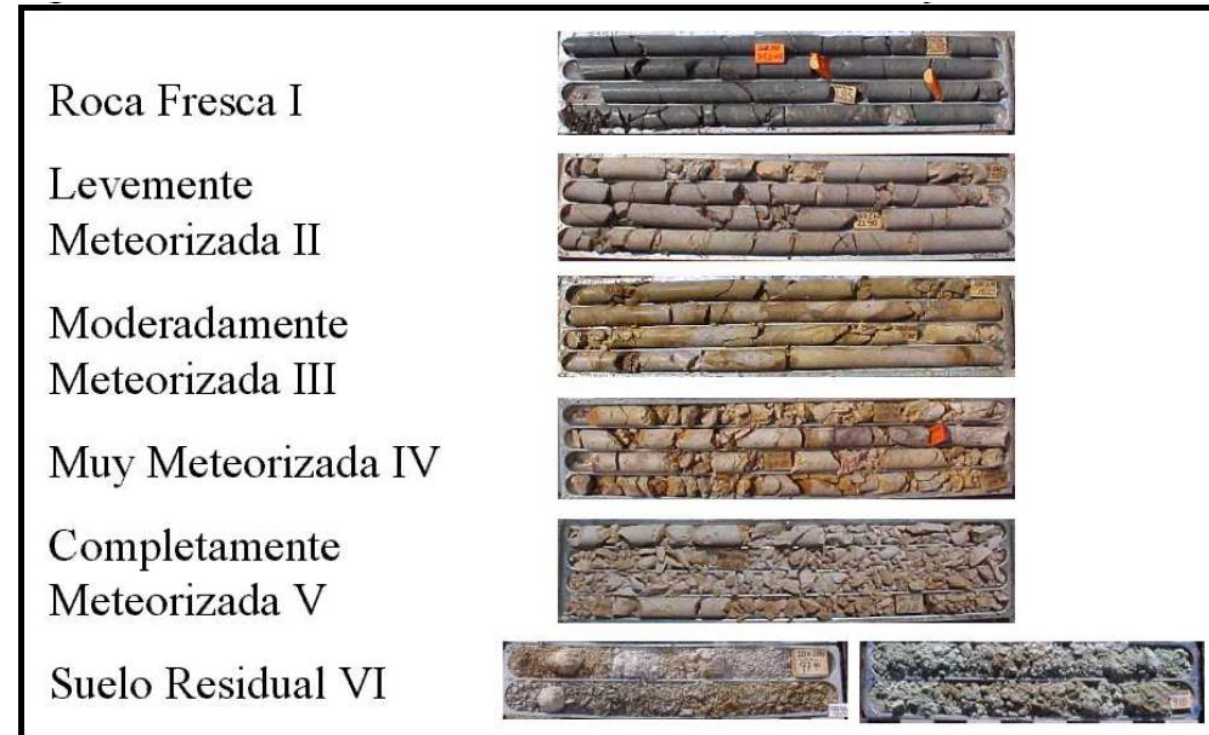 Roca Fresca I
Levemente
Meteorizada II
Moderadamente
Meteorizada III
Muy Meteorizada IV
Completamente
Meteorizada V
Suelo Residual VI